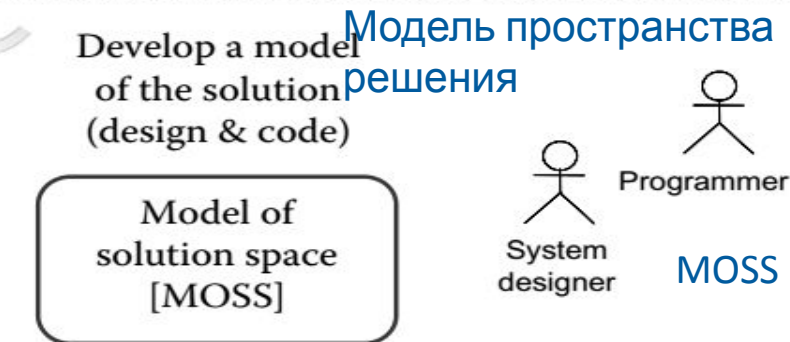 Develop a model
of the solution
(design & code)
Модель пространства
решения
Model of
solution space
[MOSS]
Programmer
System
designer
MOSS